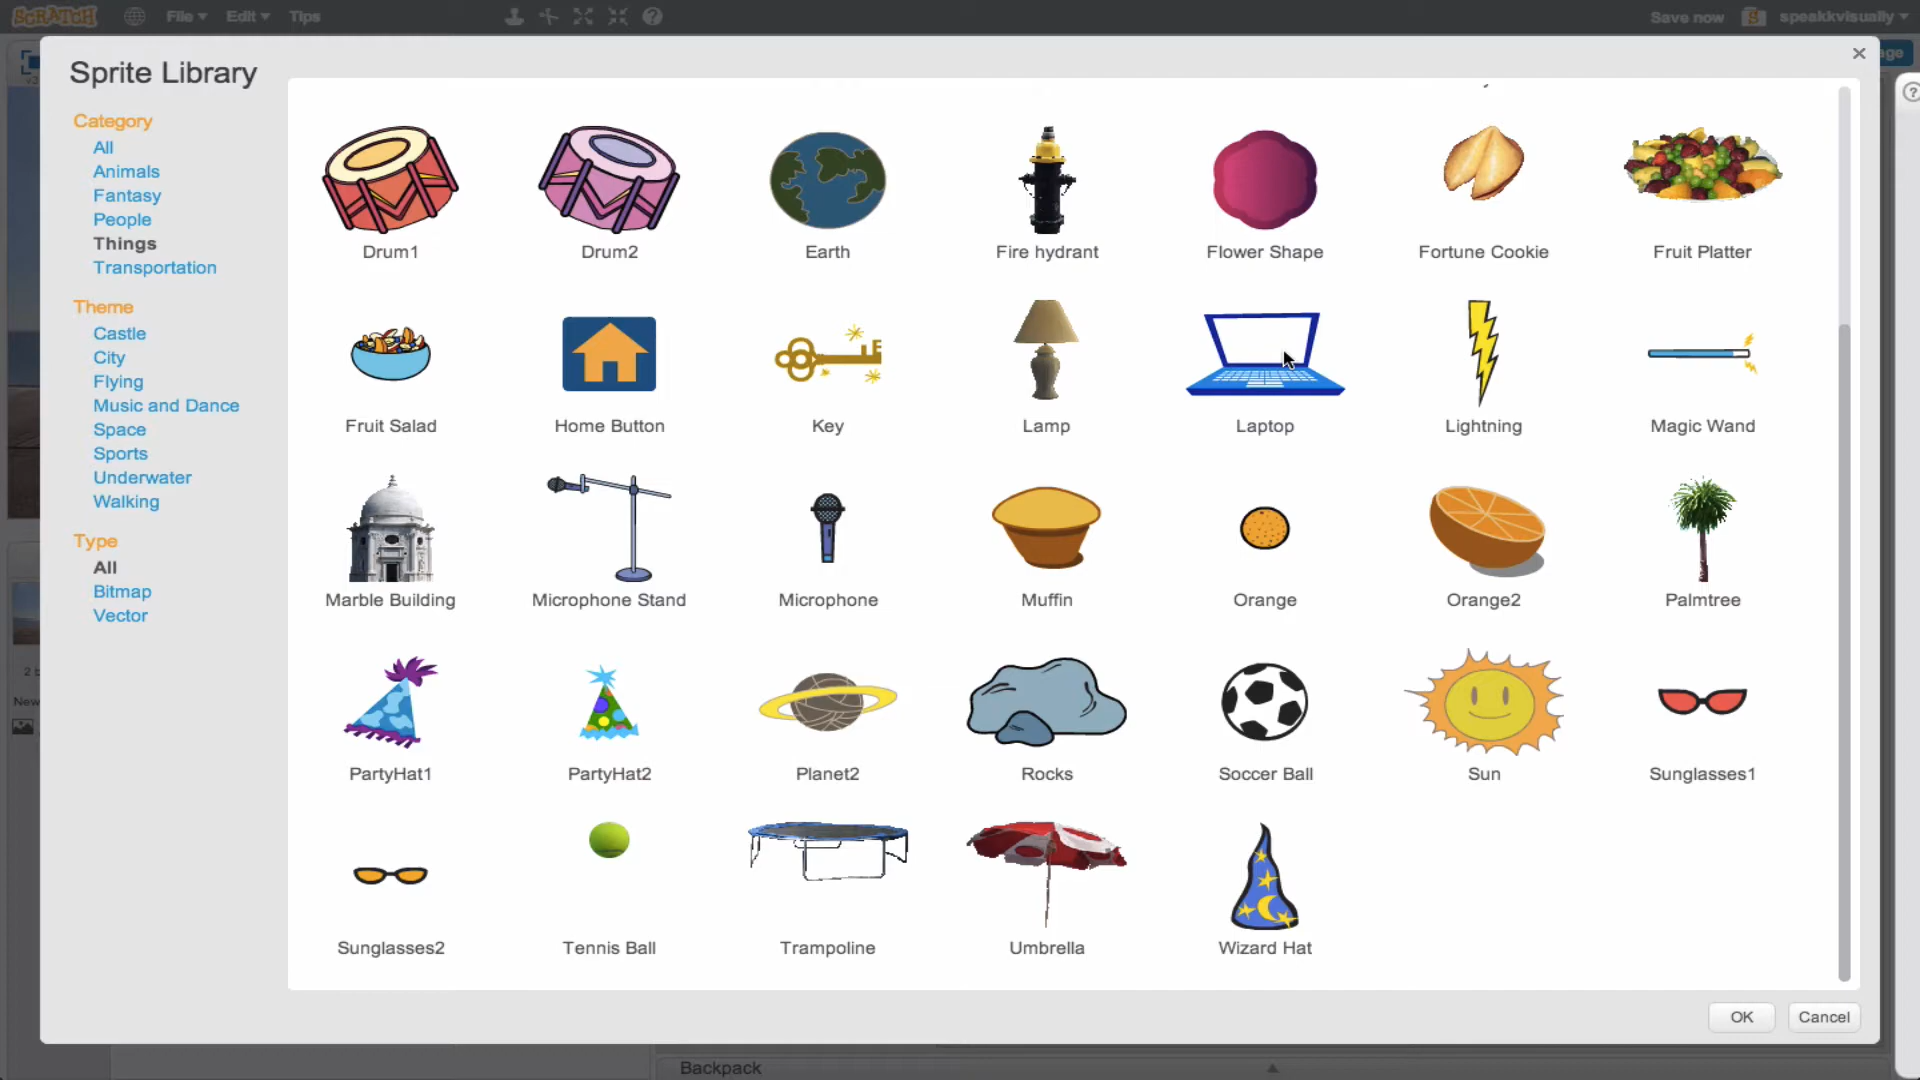 SCRATCH File Edit Tips Save now speakkvisually
Sprite Library
Category
All
Animals
Fantasy
People
Things
Transportation
Theme
Castle
City
Flying
Music and Dance
Space
Sports
Underwater
Walking
Type
All
Bitmap
Vector
Drum1 Drum2 Earth Fire hydrant Flower Shape Fortune Cookie Fruit Platter
Fruit Salad Home Button Key Lamp Laptop Lightning Magic Wand
Marble Building Microphone Stand Microphone Muffin Orange Orange2 Palmtree
PartyHat1 PartyHat2 Planet2 Rocks Soccer Ball Sun Sunglasses1
Sunglasses2 Tennis Ball Trampoline Umbrella Wizard Hat
OK Cancel
New
Backpack